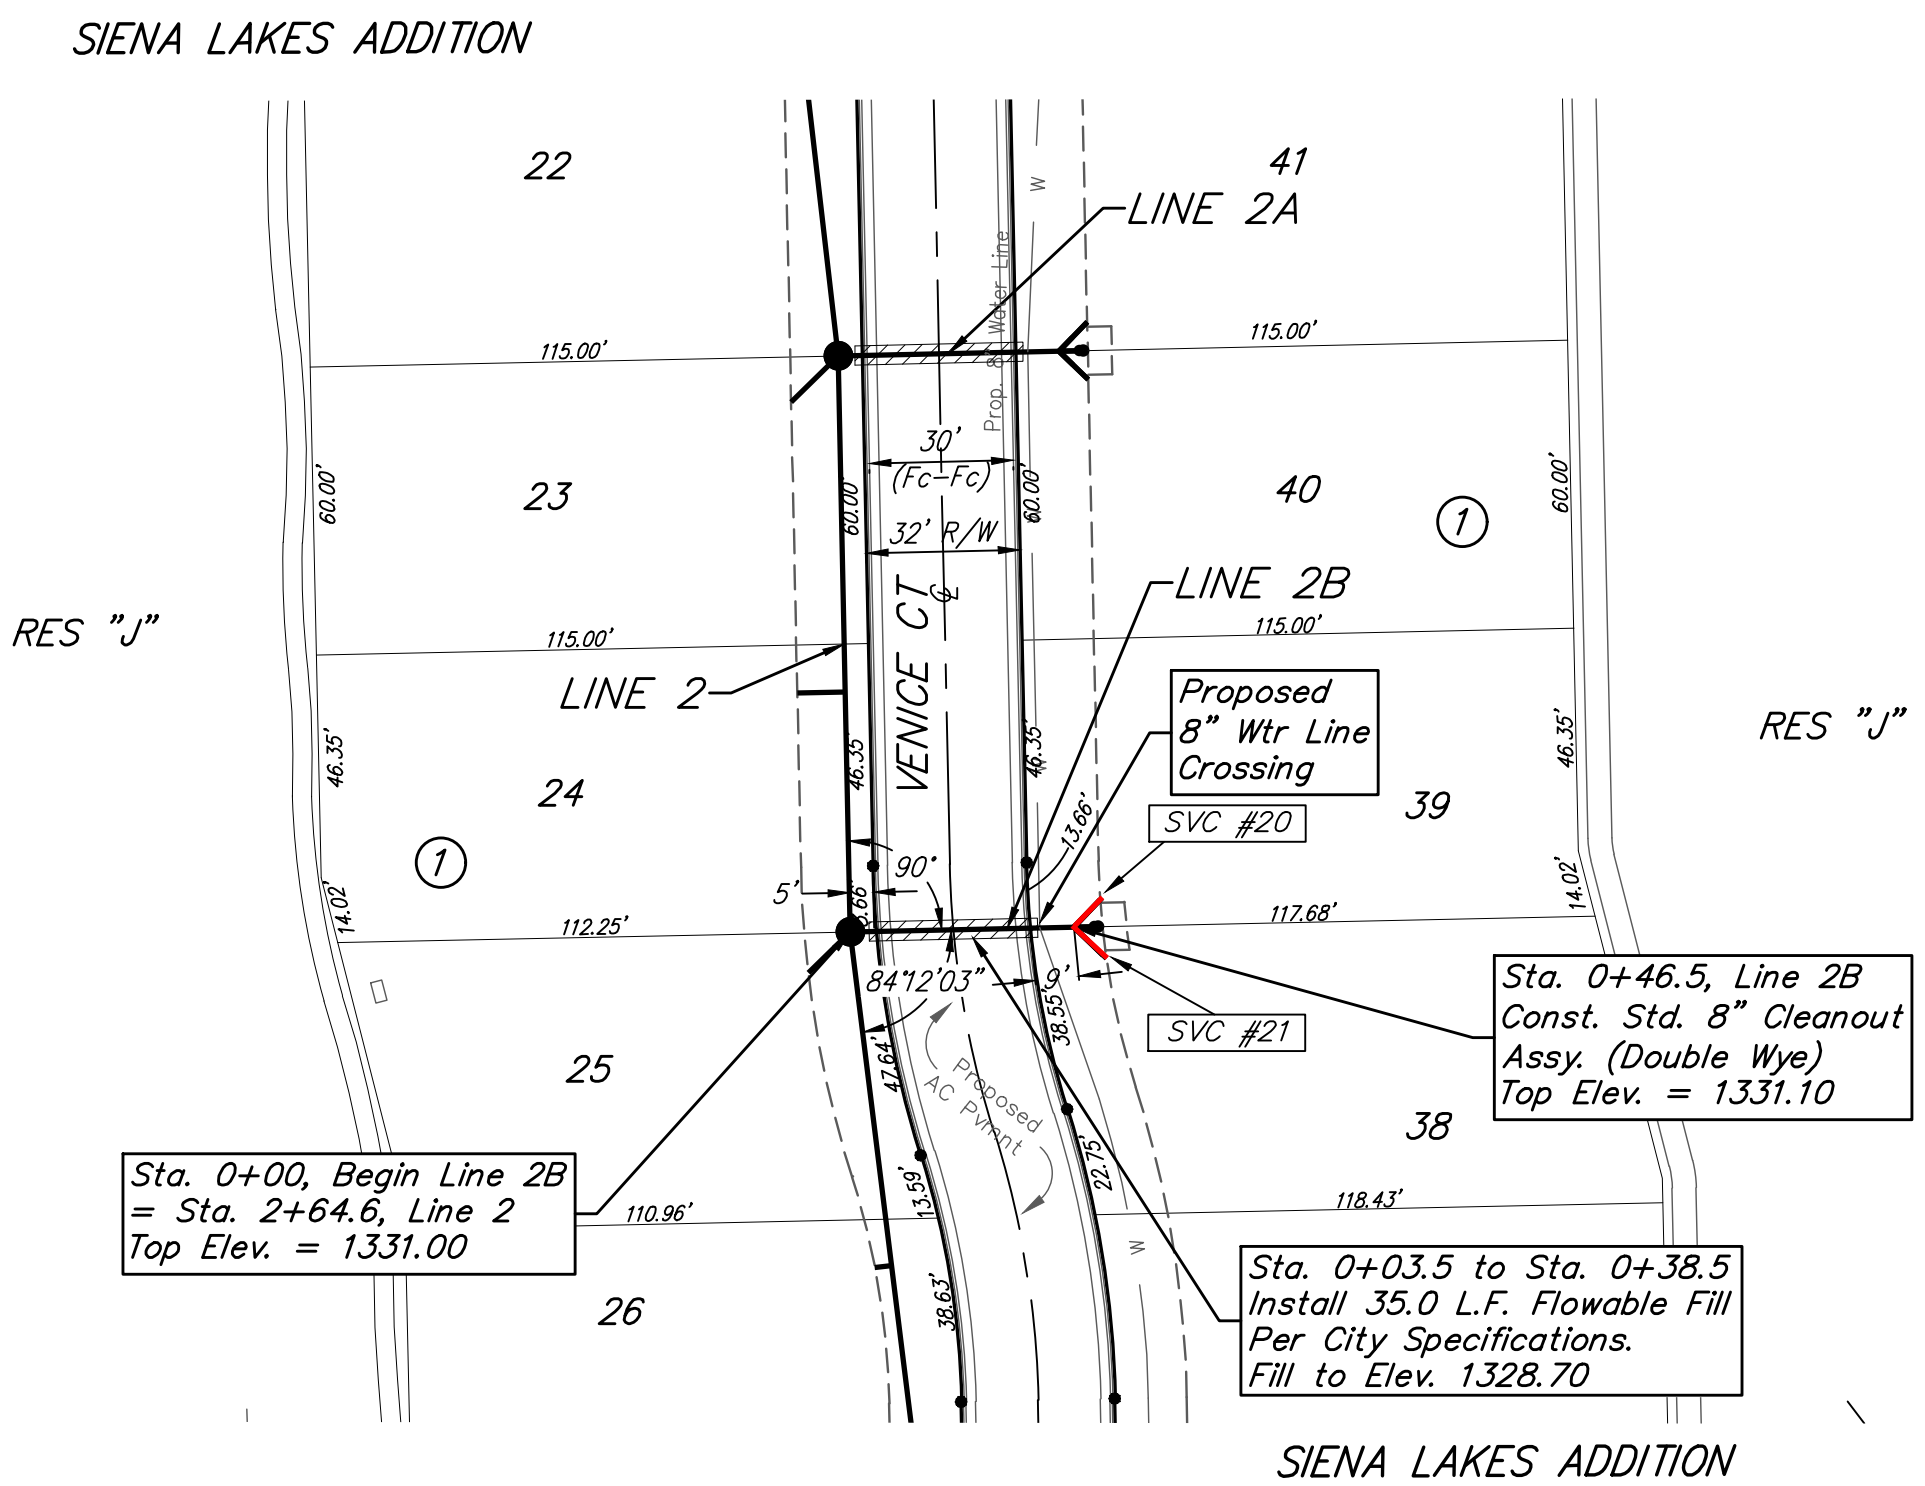 SIENA LAKES ADDITION
22
41
LINE 2A
Prop. 8" Water Line
W
115.00'
115.00'
30'
(Fc-Fc)
60.00'
23
60.00'
60.00'
40
60.00'
1
32' R/W
W
VENICE CT
LINE 2B
RES "J"
115.00'
115.00'
LINE 2
Proposed
8" Wtr Line
Crossing
RES "J"
46.35'
46.35'
46.35'
46.35'
W
24
39
SVC #20
13.66'
1
90°
5'
14.02'
14.02'
112.25'
117.68'
84°12'03"
9'
Sta. 0+46.5, Line 2B
Const. Std. 8" Cleanout
Assy. (Double Wye)
Top Elev. = 1331.10
38.55'
SVC #21
47.64'
25
Proposed
AC Pvmnt
38
Sta. 0+00, Begin Line 2B
= Sta. 2+64.6, Line 2
Top Elev. = 1331.00
13.59'
22.75'
110.96'
118.43'
W
Sta. 0+03.5 to Sta. 0+38.5
Install 35.0 L.F. Flowable Fill
Per City Specifications.
Fill to Elev. 1328.70
38.63'
26
SIENA LAKES ADDITION